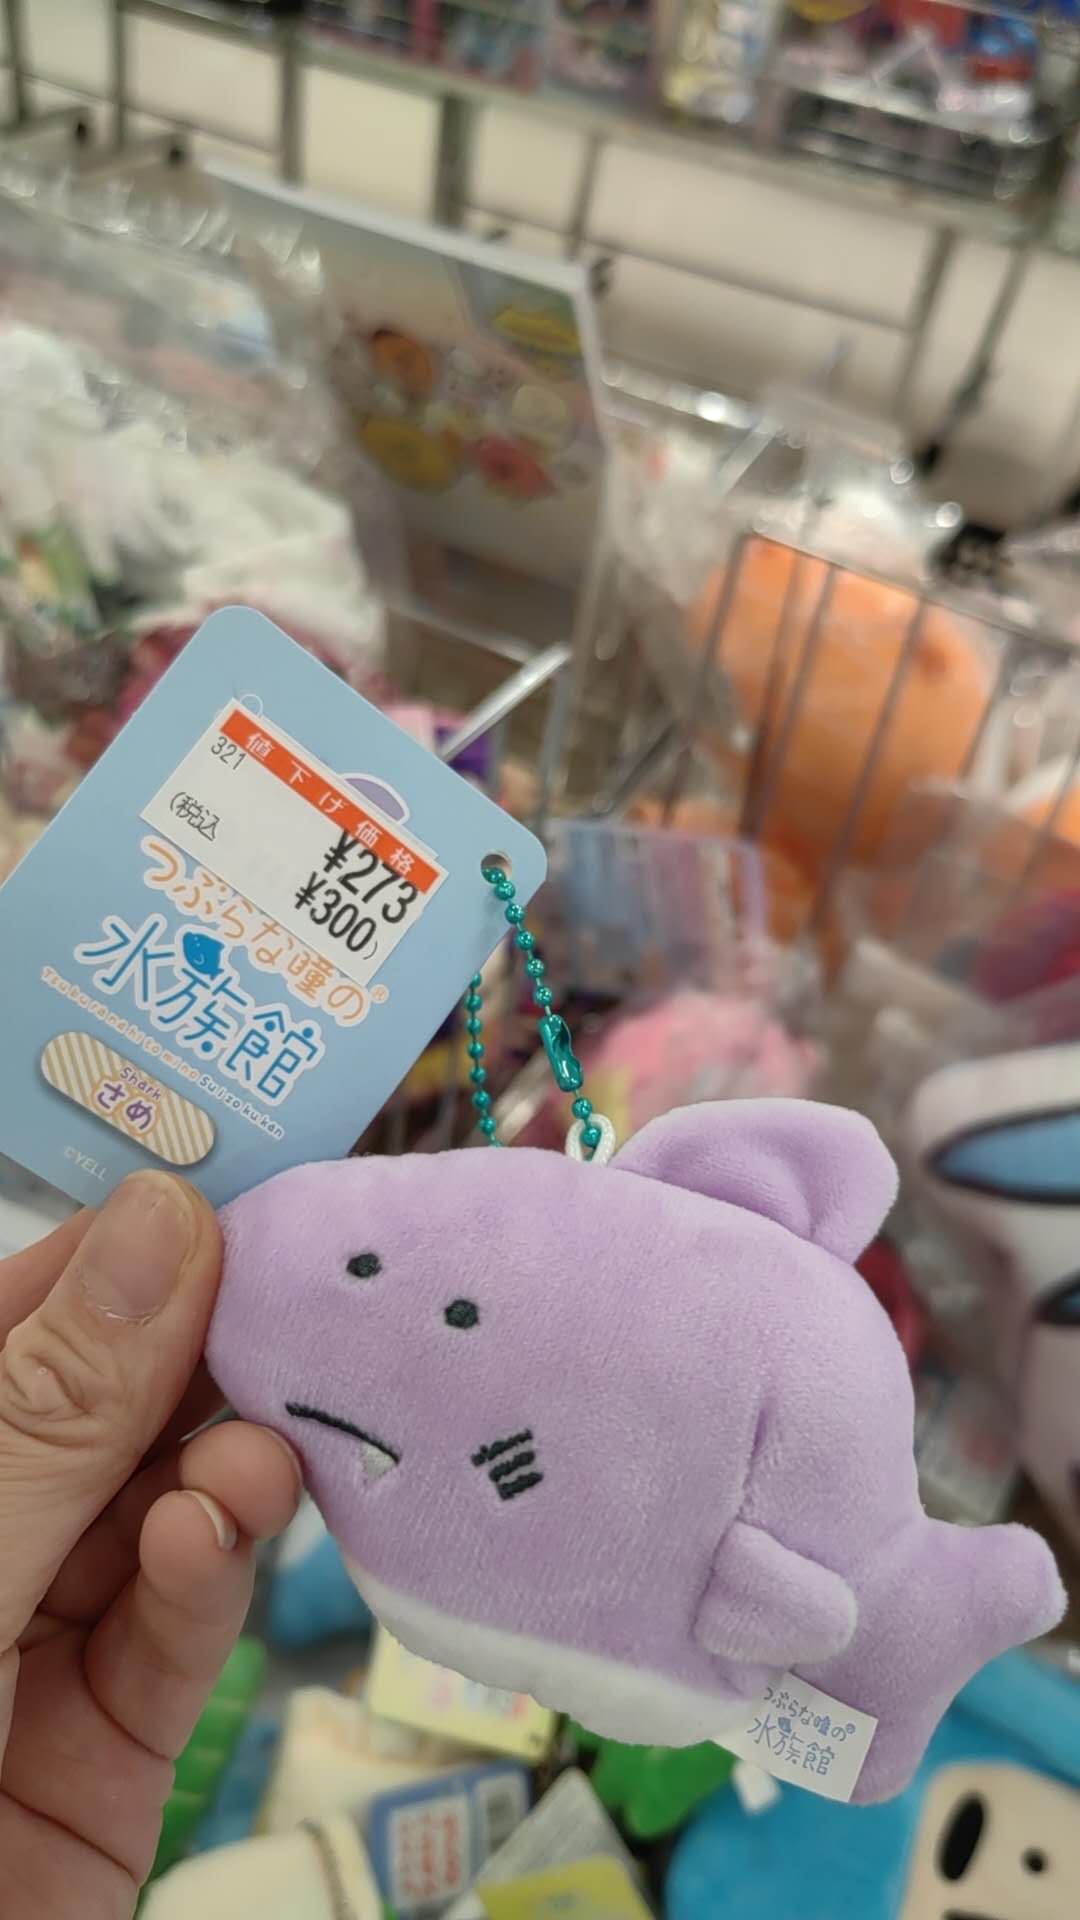 値下げ価格
321
¥273
(税込
¥300)
つぶらな瞳の®
水族館
Tsuburanahitomino Suizokukan
Shark
さめ
©YELL
つぶらな瞳の®
水族館